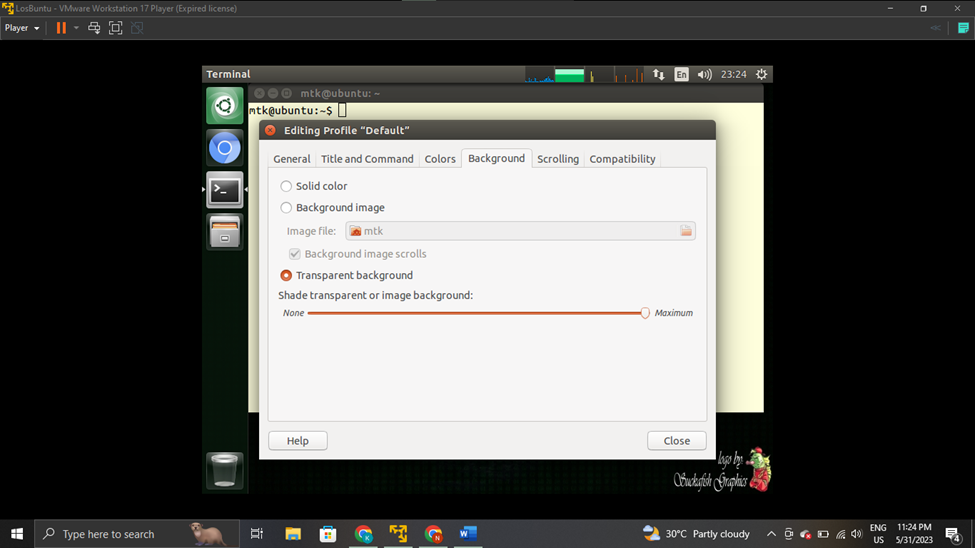 LosBuntu - VMware Workstation 17 Player (Expired license)
Player
Terminal
En
23:24
mtk@ubuntu: ~
mtk@ubuntu:~$
Editing Profile “Default”
General Title and Command Colors Background Scrolling Compatibility
Solid color
Background image
Image file: mtk
Background image scrolls
Transparent background
Shade transparent or image background:
None Maximum
Help Close
logo by:
Suckafish Graphics
Type here to search
30°C Partly cloudy
ENG
US
11:24 PM
5/31/2023
4